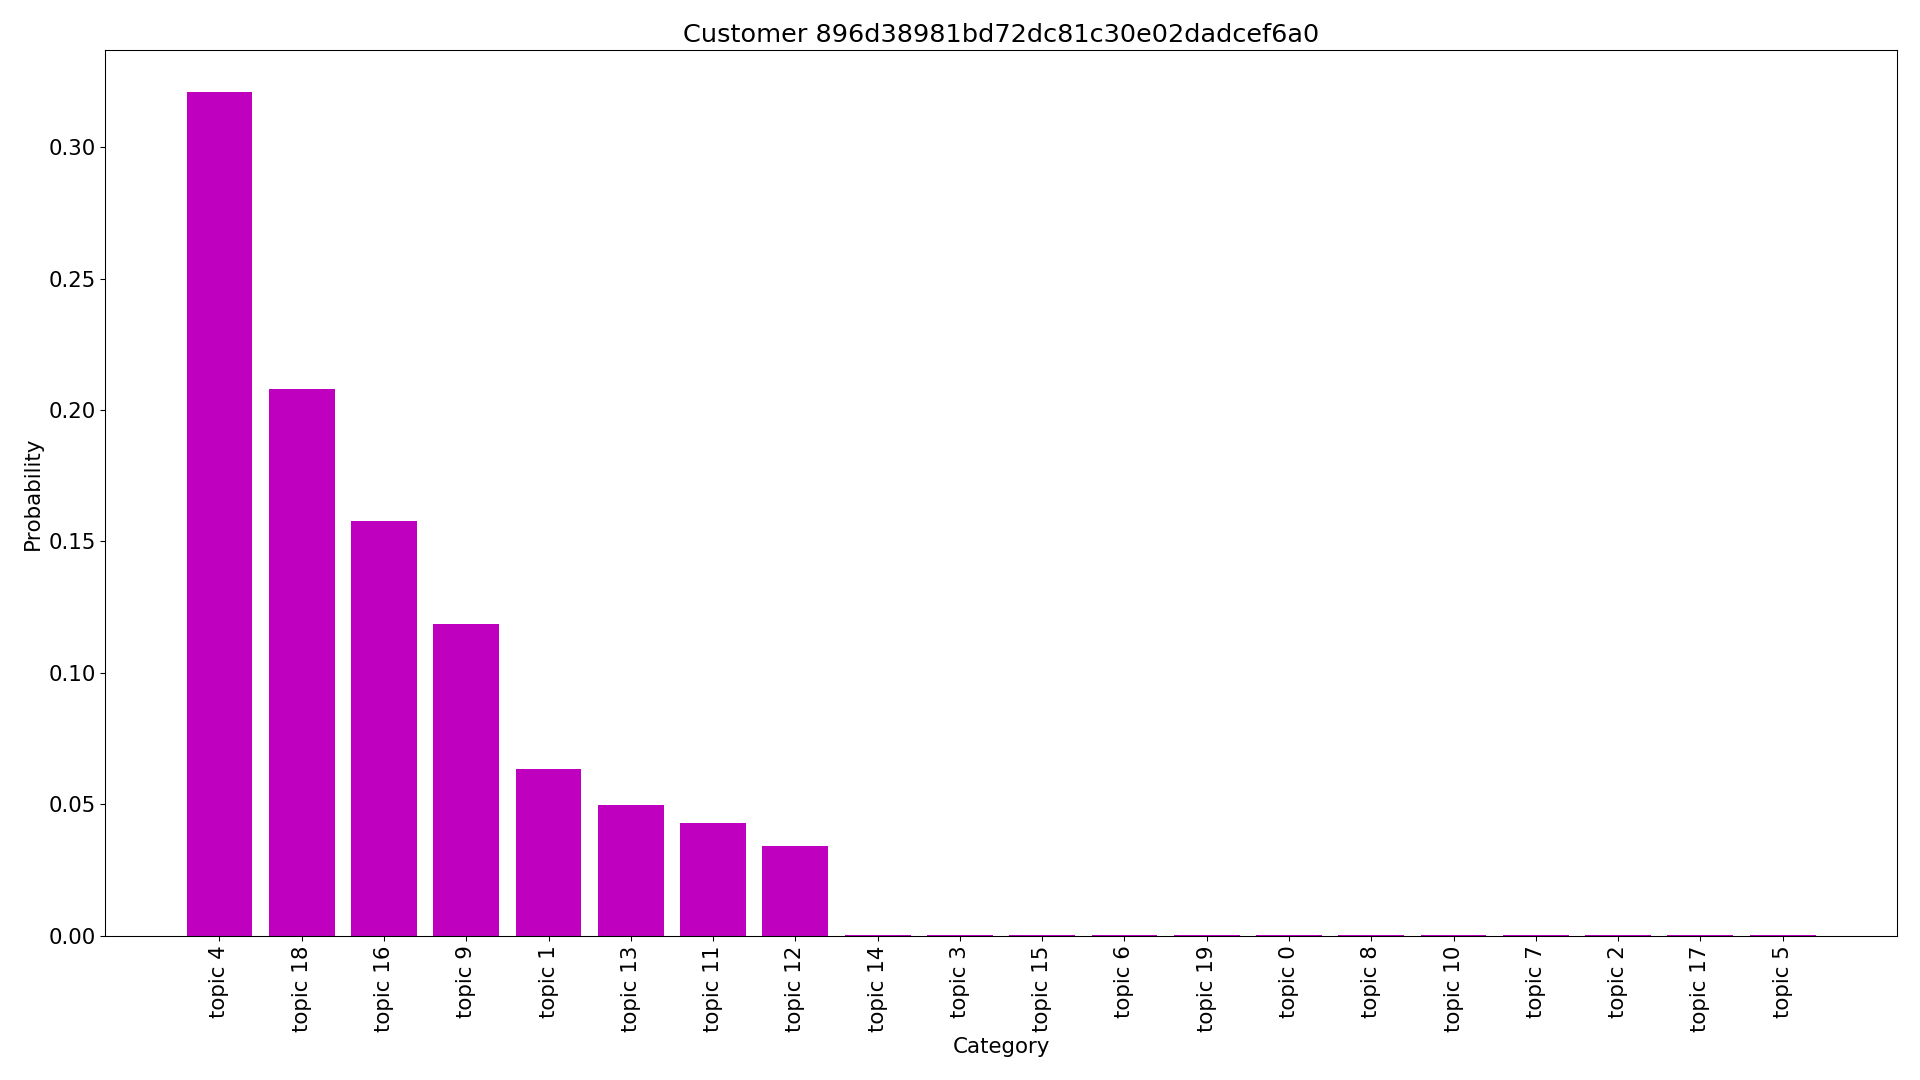 Customer 896d38981bd72dc81c30e02dadcef6a0
Probability
0.30
0.25
0.20
0.15
0.10
0.05
0.00
topic 4
topic 18
topic 16
topic 9
topic 1
topic 13
topic 11
topic 12
topic 14
topic 3
topic 15
topic 6
topic 19
topic 0
topic 8
topic 10
topic 7
topic 2
topic 17
topic 5
Category